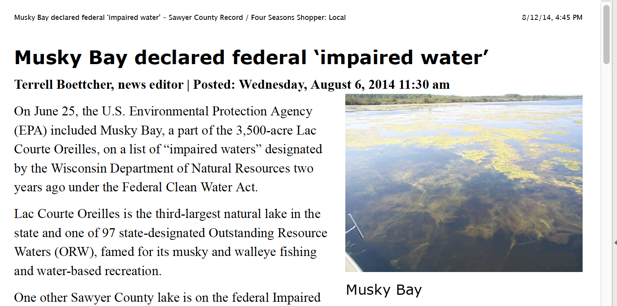 Musky Bay declared federal 'impaired water' - Sawyer County Record / Four Seasons Shopper: Local
8/12/14, 4:45 PM
Musky Bay declared federal ‘impaired water’
Terrell Boettcher, news editor | Posted: Wednesday, August 6, 2014 11:30 am
On June 25, the U.S. Environmental Protection Agency
(EPA) included Musky Bay, a part of the 3,500-acre Lac
Courte Oreilles, on a list of “impaired waters” designated
by the Wisconsin Department of Natural Resources two
years ago under the Federal Clean Water Act.
Lac Courte Oreilles is the third-largest natural lake in the
state and one of 97 state-designated Outstanding Resource
Waters (ORW), famed for its musky and walleye fishing
and water-based recreation.
One other Sawyer County lake is on the federal Impaired
Musky Bay